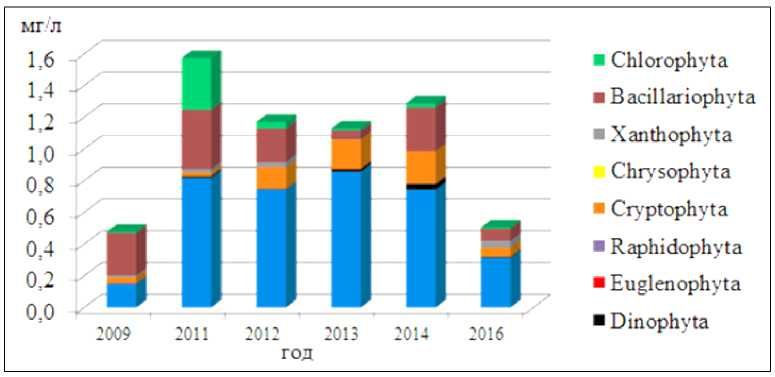 мг/л
1,6
1,4
1,2
1,0
0,8
0,6
0,4
0,2
0,0
2009 2011 2012 2013 2014 2016
год
Chlorophyta
Bacillariophyta
Xanthophyta
Chrysophyta
Cryptophyta
Raphidophyta
Euglenophyta
Dinophyta